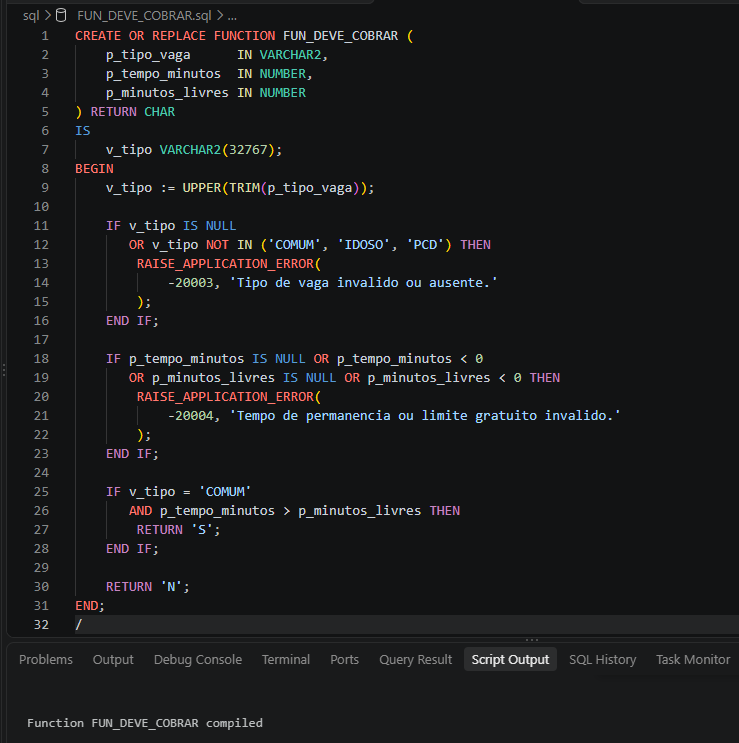 sql > FUN_DEVE_COBRAR.sql > ...
1 CREATE OR REPLACE FUNCTION FUN_DEVE_COBRAR (
2     p_tipo_vaga      IN VARCHAR2,
3     p_tempo_minutos  IN NUMBER,
4     p_minutos_livres IN NUMBER
5 ) RETURN CHAR
6 IS
7     v_tipo VARCHAR2(32767);
8 BEGIN
9     v_tipo := UPPER(TRIM(p_tipo_vaga));
10
11     IF v_tipo IS NULL
12        OR v_tipo NOT IN ('COMUM', 'IDOSO', 'PCD') THEN
13         RAISE_APPLICATION_ERROR(
14             -20003, 'Tipo de vaga invalido ou ausente.'
15         );
16     END IF;
17
18     IF p_tempo_minutos IS NULL OR p_tempo_minutos < 0
19        OR p_minutos_livres IS NULL OR p_minutos_livres < 0 THEN
20         RAISE_APPLICATION_ERROR(
21             -20004, 'Tempo de permanencia ou limite gratuito invalido.'
22         );
23     END IF;
24
25     IF v_tipo = 'COMUM'
26        AND p_tempo_minutos > p_minutos_livres THEN
27         RETURN 'S';
28     END IF;
29
30     RETURN 'N';
31 END;
32 /
Problems Output Debug Console Terminal Ports Query Result Script Output SQL History Task Monitor
Function FUN_DEVE_COBRAR compiled